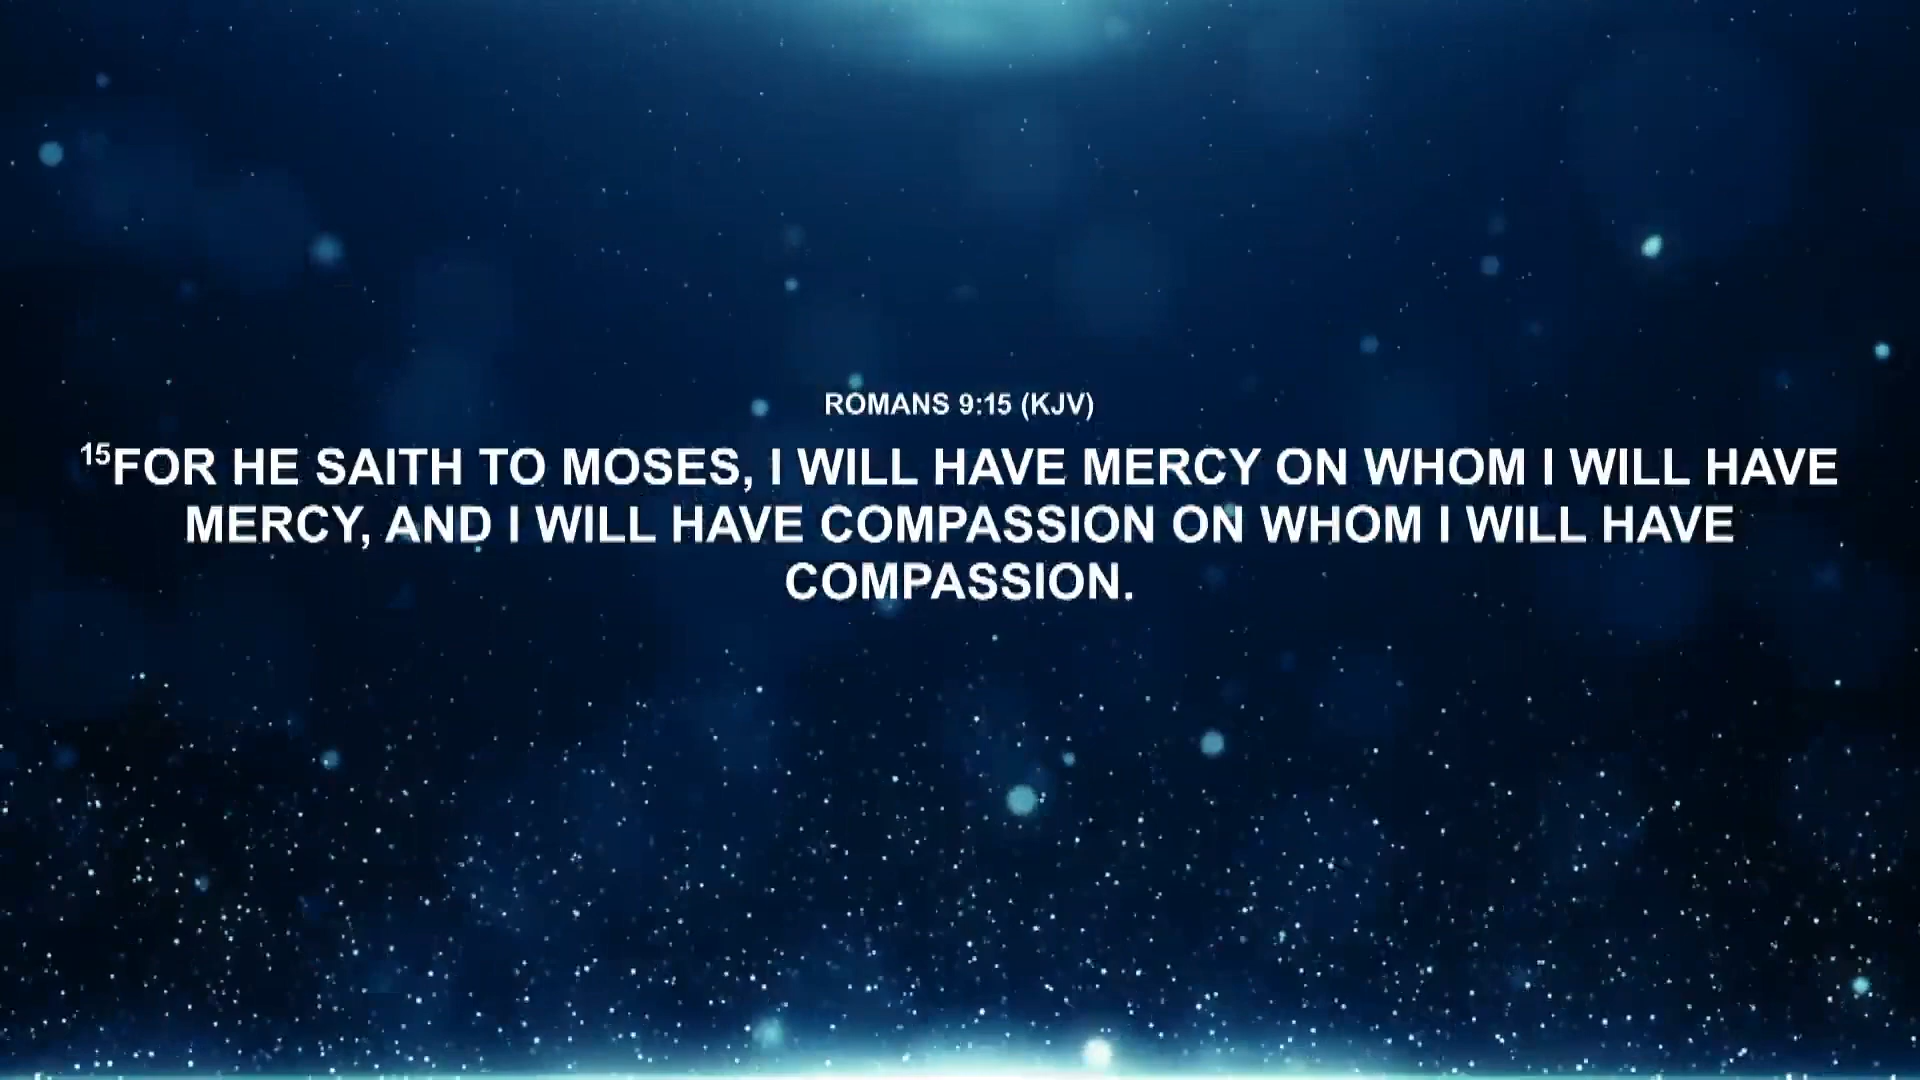 ROMANS 9:15 (KJV)
15FOR HE SAITH TO MOSES, I WILL HAVE MERCY ON WHOM I WILL HAVE
MERCY, AND I WILL HAVE COMPASSION ON WHOM I WILL HAVE
COMPASSION.